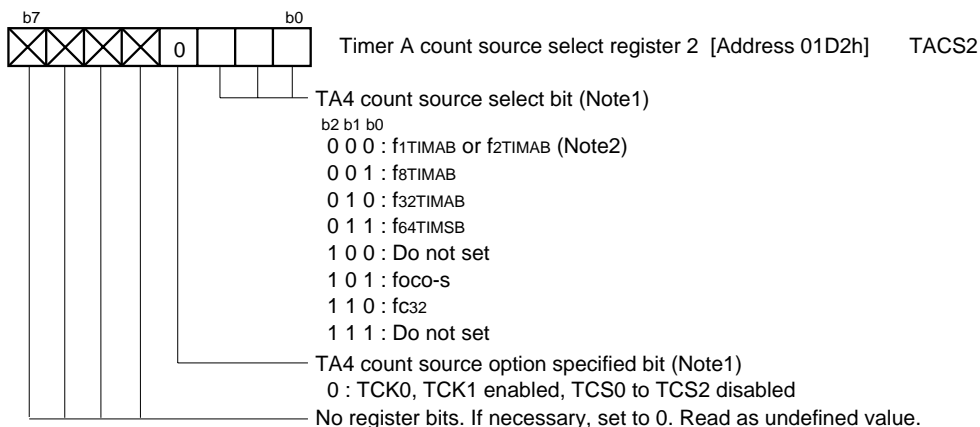 b7 b0
0 Timer A count source select register 2 [Address 01D2h] TACS2
TA4 count source select bit (Note1)
b2 b1 b0
0 0 0 : f1TIMAB or f2TIMAB (Note2)
0 0 1 : f8TIMAB
0 1 0 : f32TIMAB
0 1 1 : f64TIMSB
1 0 0 : Do not set
1 0 1 : foco-s
1 1 0 : fc32
1 1 1 : Do not set
TA4 count source option specified bit (Note1)
0 : TCK0, TCK1 enabled, TCS0 to TCS2 disabled
No register bits. If necessary, set to 0. Read as undefined value.